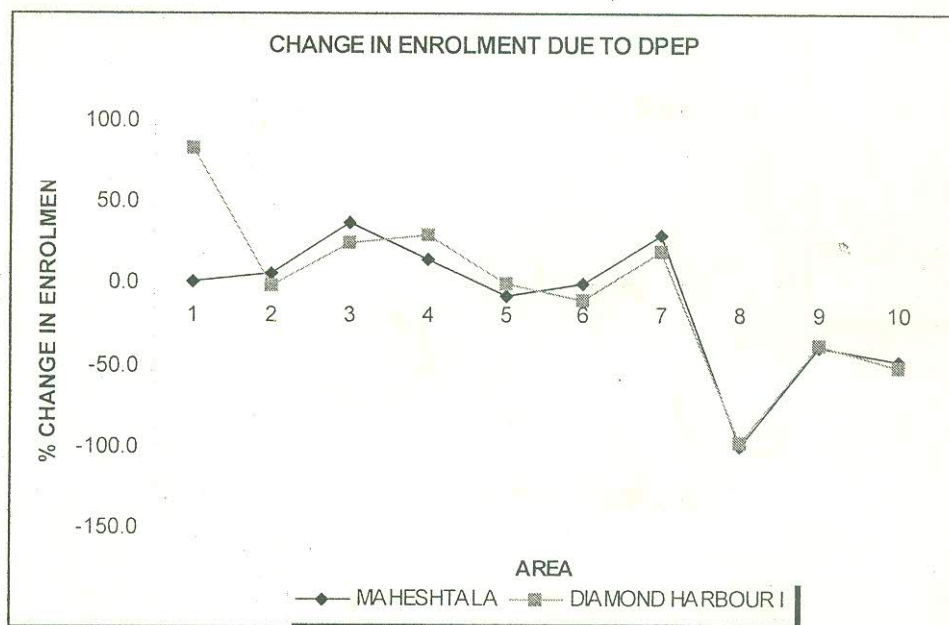 CHANGE IN ENROLMENT DUE TO DPEP
% CHANGE IN ENROLMEN
100.0
50.0
0.0
-50.0
-100.0
-150.0
1 2 3 4 5 6 7 8 9 10
AREA
MAHESHTALA DIAMOND HARBOUR I